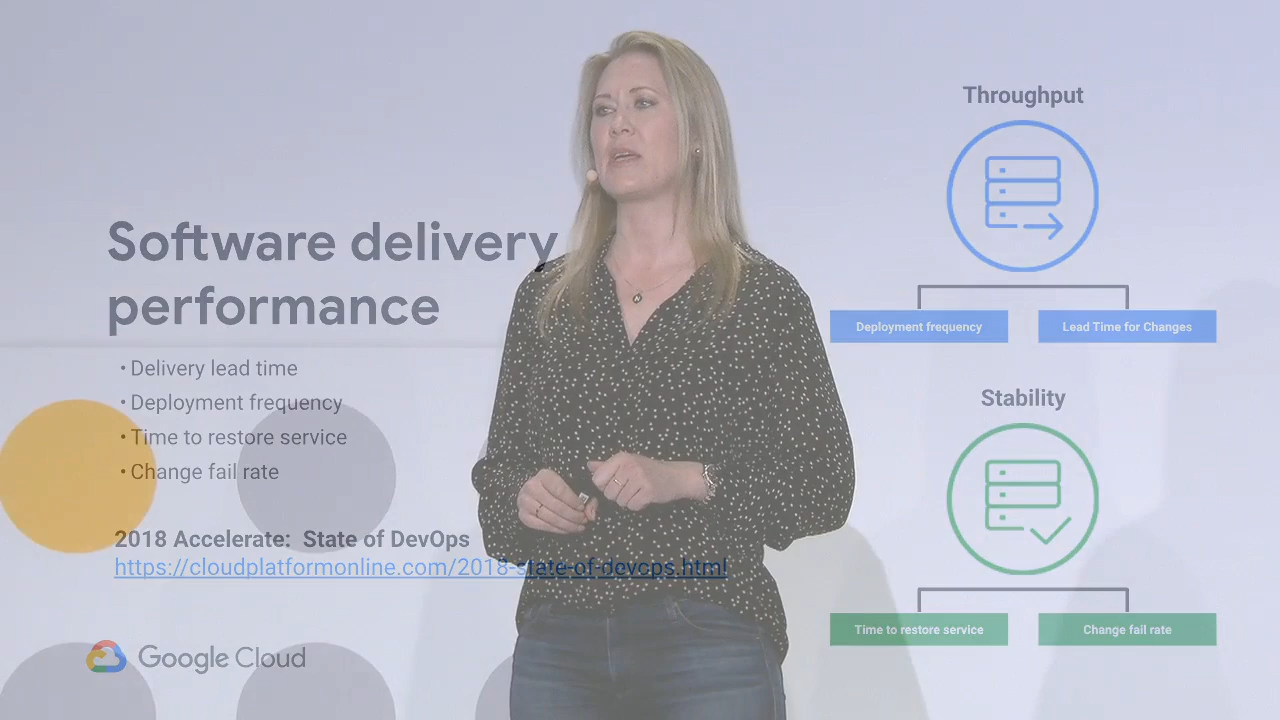 Software delivery
performance
• Delivery lead time
• Deployment frequency
• Time to restore service
• Change fail rate
2018 Accelerate: State of DevOps
https://cloudplatformonline.com/2018-state-of-devops.html
Google Cloud
Throughput
Deployment frequency
Lead Time for Changes
Stability
Time to restore service
Change fail rate